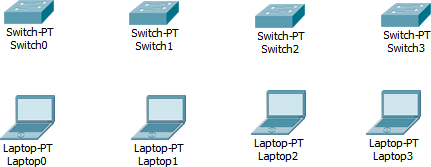 Switch-PT
Switch0
Switch-PT
Switch1
Switch-PT
Switch2
Switch-PT
Switch3
Laptop-PT
Laptop0
Laptop-PT
Laptop1
Laptop-PT
Laptop2
Laptop-PT
Laptop3